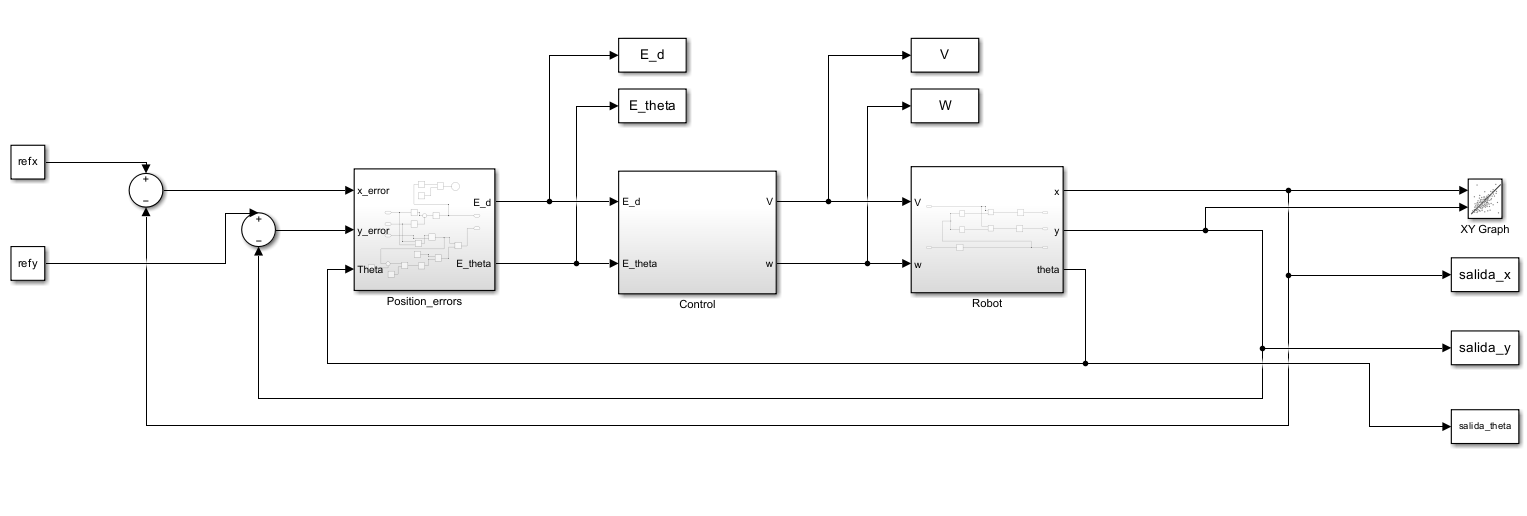 E_d
V
E_theta
W
refx
+
−
x_error
E_d
y_error
Theta
E_theta
Position_errors
E_d
V
E_theta
w
Control
V
x
y
w
theta
Robot
XY Graph
+
−
refy
salida_x
salida_y
salida_theta